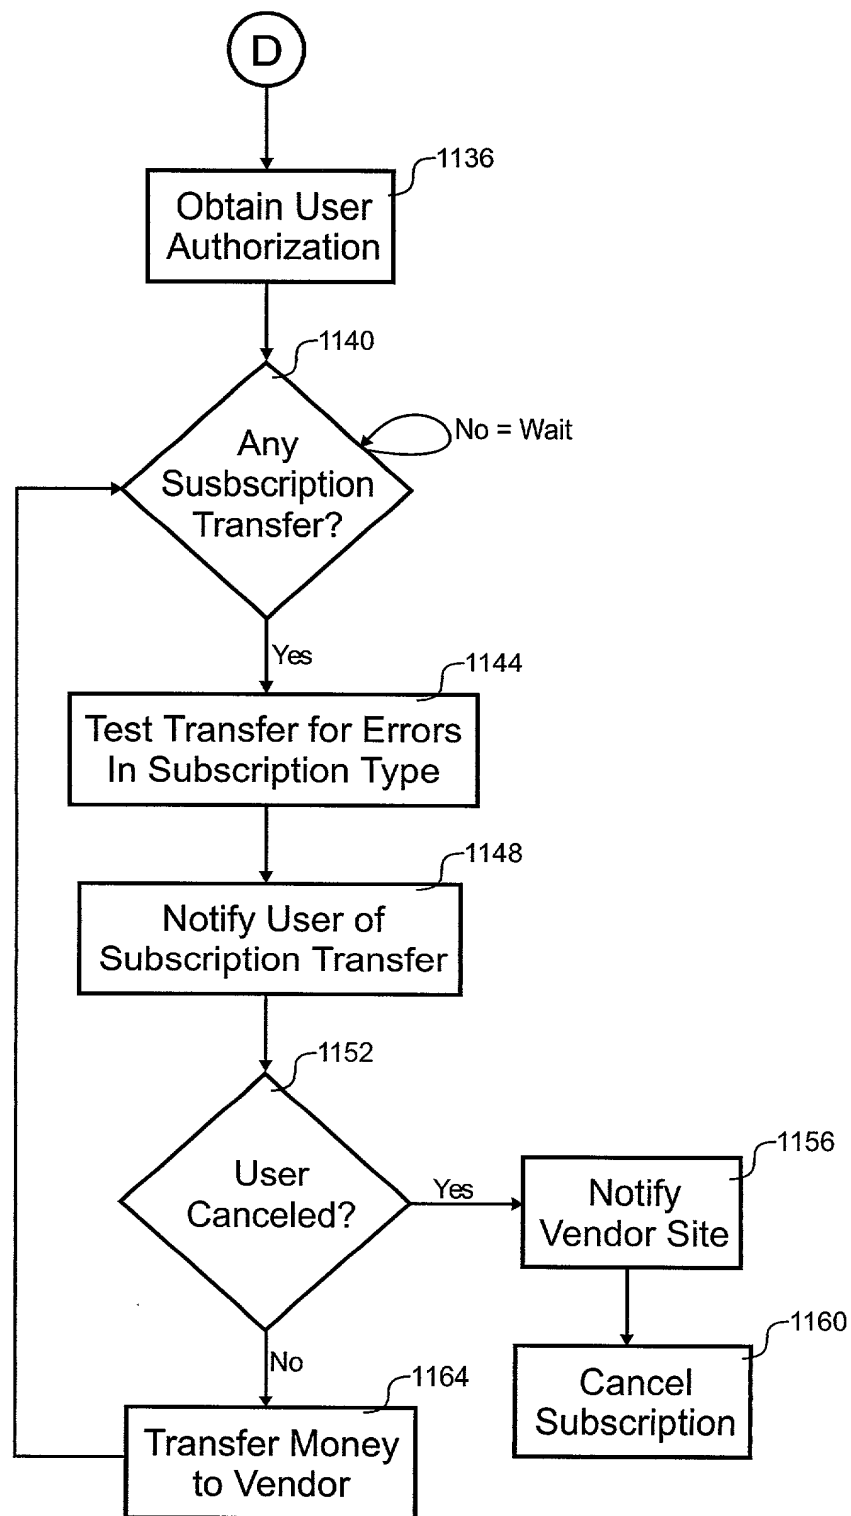 D
1136
Obtain User
Authorization
1140
Any
Susbscription
Transfer?
No = Wait
Yes
1144
Test Transfer for Errors
In Subscription Type
1148
Notify User of
Subscription Transfer
1152
User
Canceled?
Yes
1156
Notify
Vendor Site
1160
Cancel
Subscription
No
1164
Transfer Money
to Vendor